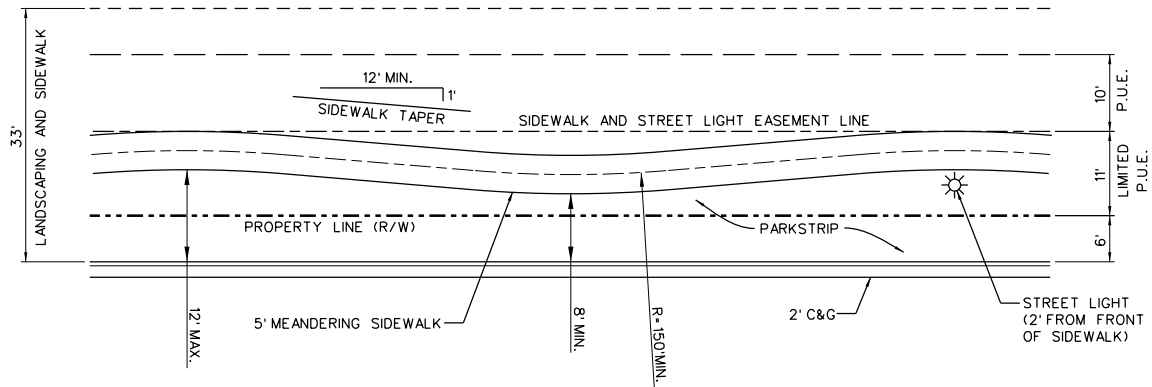 LANDSCAPING AND SIDEWALK
33'
12' MIN.
1'
SIDEWALK TAPER
SIDEWALK AND STREET LIGHT EASEMENT LINE
10'
P.U.E.
11'
LIMITED
P.U.E.
6'
PROPERTY LINE (R/W)
PARKSTRIP
12' MAX.
5' MEANDERING SIDEWALK
8' MIN.
R=150'MIN.
2' C&G
STREET LIGHT
(2' FROM FRONT
OF SIDEWALK)